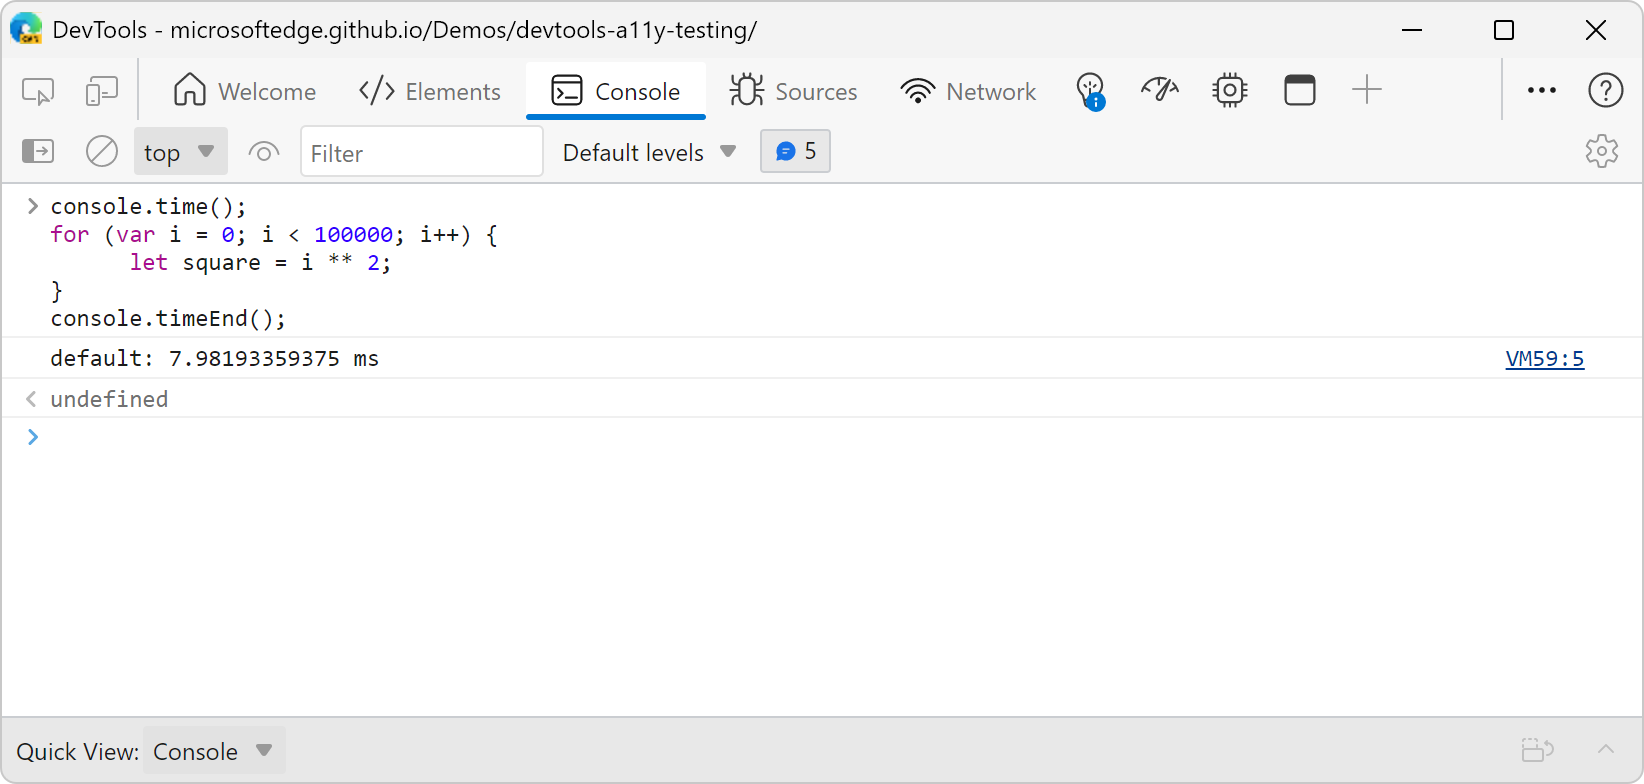 DevTools - microsoftedge.github.io/Demos/devtools-a11y-testing/
Welcome Elements Console Sources Network
top Filter Default levels 5
console.time();
for (var i = 0; i < 100000; i++) {
      let square = i ** 2;
}
console.timeEnd();
default: 7.98193359375 ms VM59:5
undefined
Quick View: Console